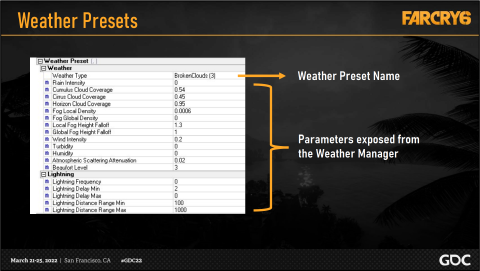 Weather Presets
FARCRY6
Weather Preset
Weather
Weather Type BrokenClouds (3)
Rain Intensity 0
Cumulus Cloud Coverage 0.54
Cirrus Cloud Coverage 0.45
Horizon Cloud Coverage 0.95
Fog Local Density 0.0006
Fog Global Density 0
Local Fog Height Falloff 1.3
Global Fog Height Falloff 1
Wind Intensity 0.2
Turbidity 0
Humidity 0
Atmospheric Scattering Attenuation 0.02
Beaufort Level 3
Lightning
Lightning Frequency 0
Lightning Delay Min 2
Lightning Delay Max 0
Lightning Distance Range Min 100
Lightning Distance Range Max 1000
Weather Preset Name
Parameters exposed from
the Weather Manager
March 21-25, 2022 | San Francisco, CA #GDC22
GDC